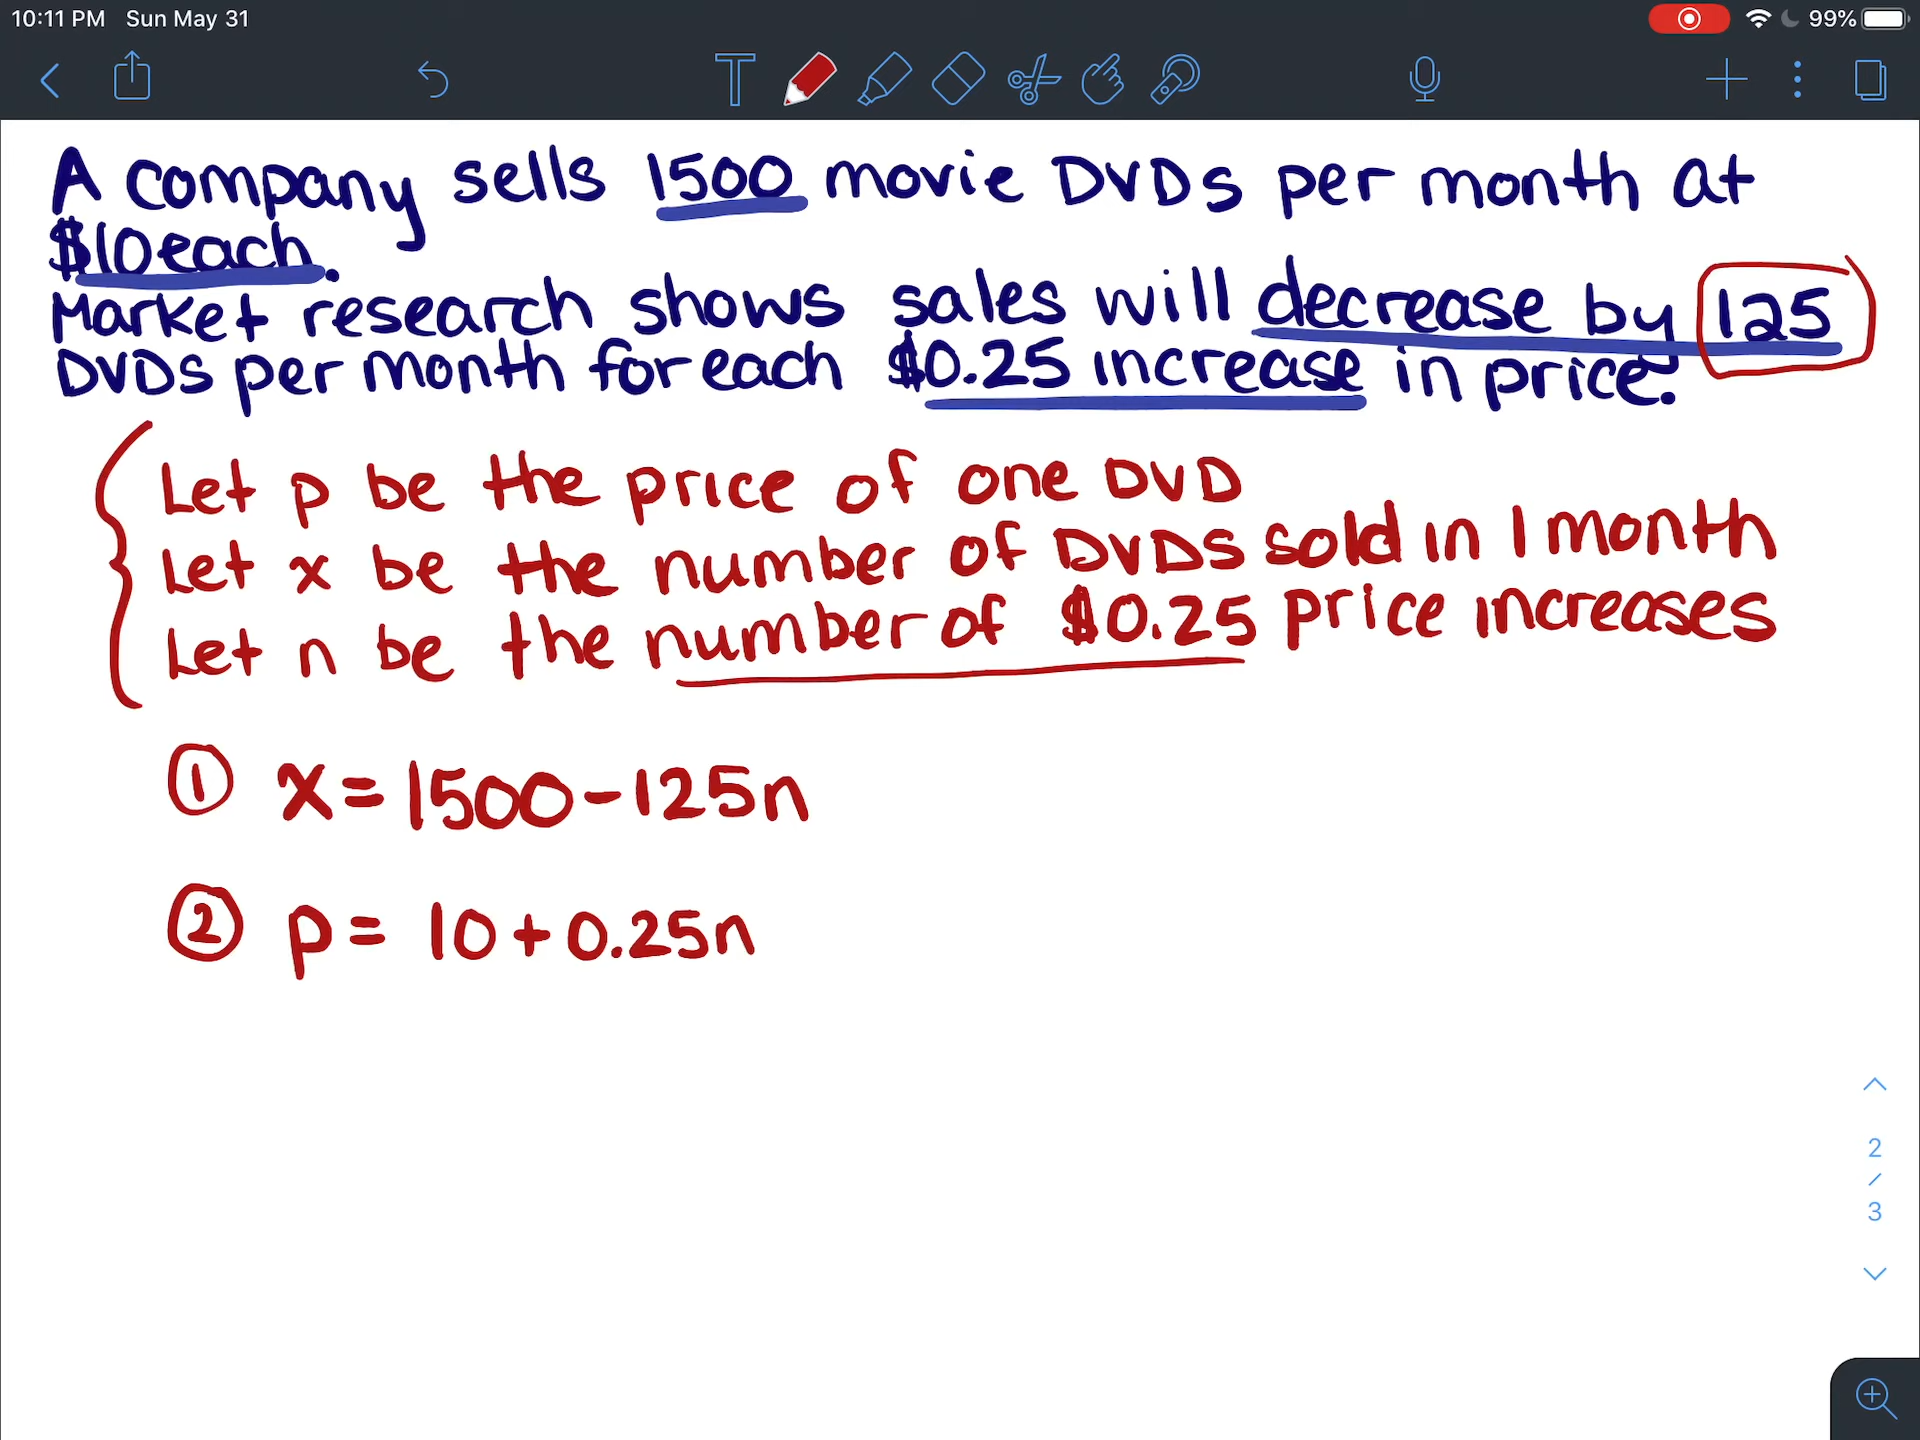 10:11 PM Sun May 31 99%
A company sells 1500 movie DVDs per month at
$10 each.
Market research shows sales will decrease by 125
DVDs per month for each $0.25 increase in price.
Let p be the price of one DVD
Let x be the number of DVDs sold in 1 month
Let n be the number of $0.25 price increases
① x = 1500 - 125n
② p = 10 + 0.25n
2
/
3